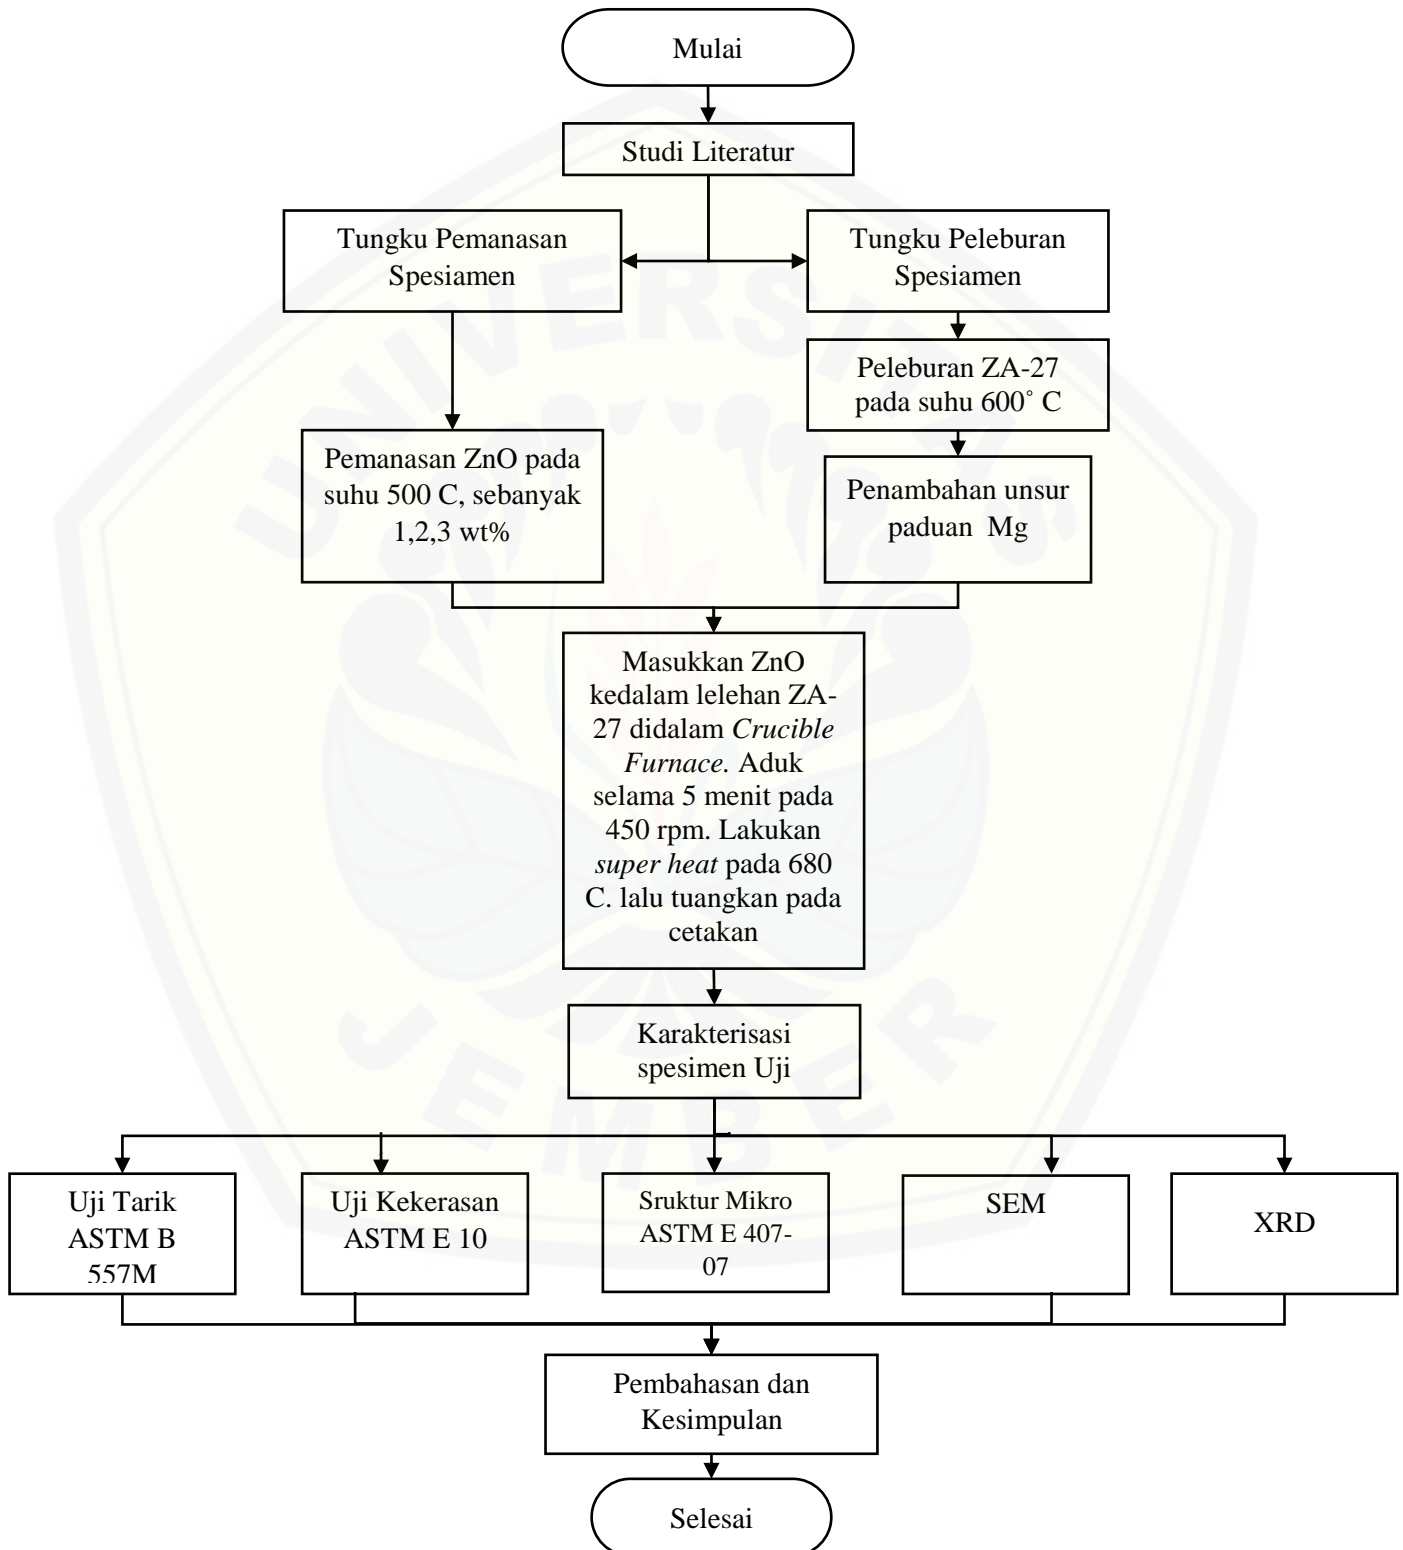 Mulai
Studi Literatur
Tungku Pemanasan
Spesiamen
Tungku Peleburan
Spesiamen
Peleburan ZA-27
pada suhu 600˚ C
Pemanasan ZnO pada
suhu 500 C, sebanyak
1,2,3 wt%
Penambahan unsur
paduan  Mg
Masukkan ZnO
kedalam lelehan ZA-
27 didalam Crucible
Furnace. Aduk
selama 5 menit pada
450 rpm. Lakukan
super heat pada 680
C. lalu tuangkan pada
cetakan
Karakterisasi
spesimen Uji
Uji Tarik
ASTM B
557M
Uji Kekerasan
ASTM E 10
Sruktur Mikro
ASTM E 407-
07
SEM
XRD
Pembahasan dan
Kesimpulan
Selesai
UNIVERSITAS
JEMBER